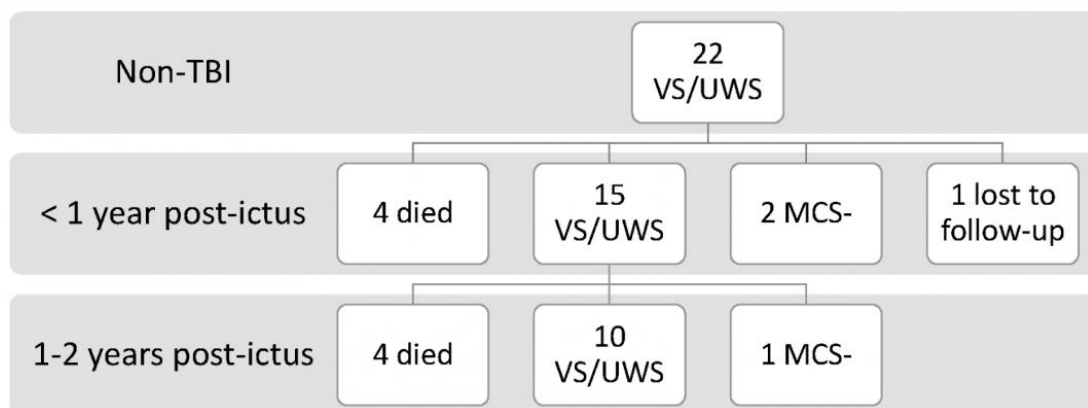 Non-TBI
22
VS/UWS
< 1 year post-ictus
4 died
15
VS/UWS
2 MCS-
1 lost to
follow-up
1-2 years post-ictus
4 died
10
VS/UWS
1 MCS-